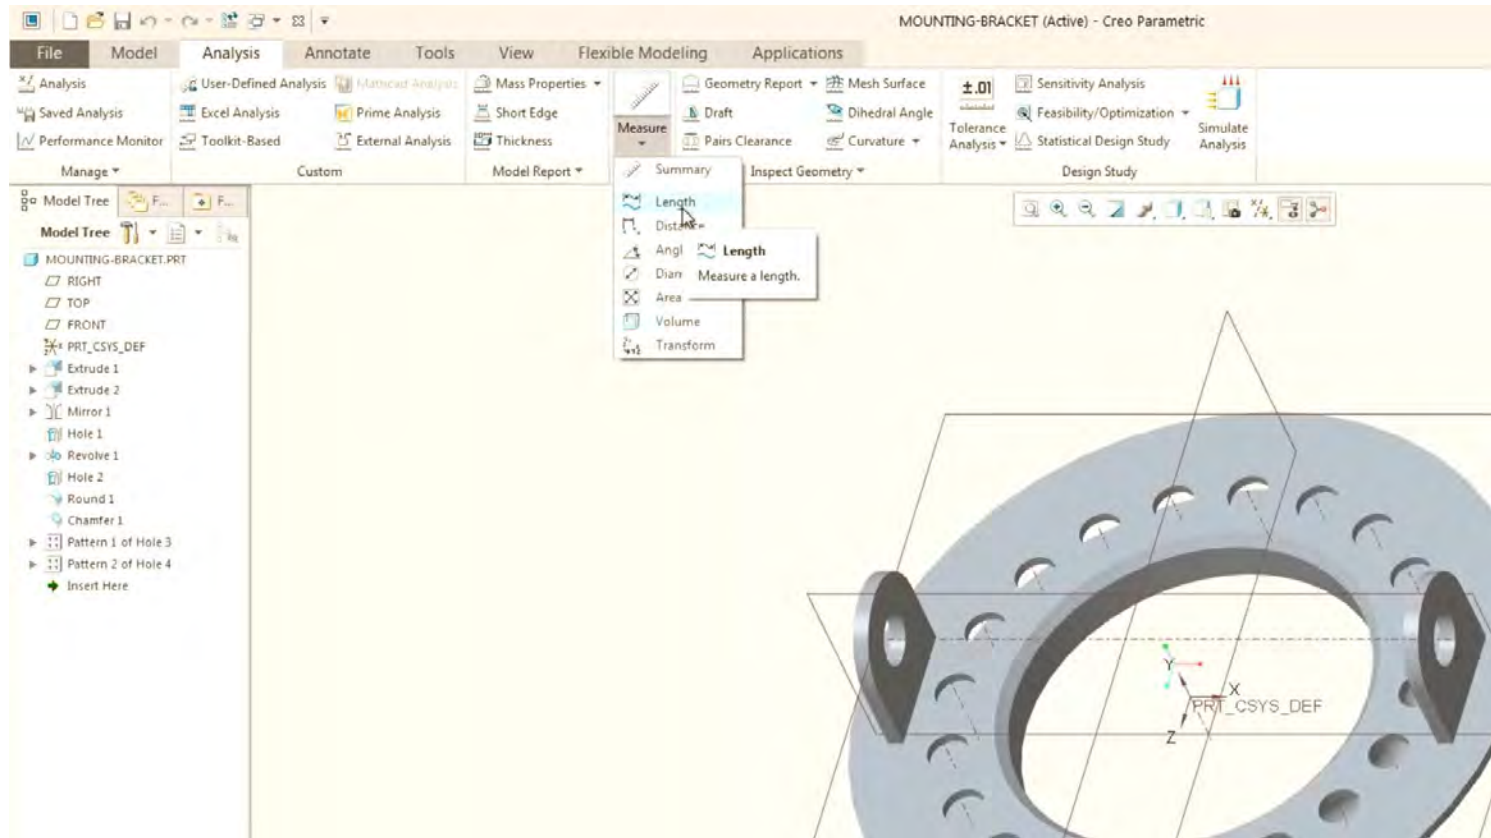 MOUNTING-BRACKET (Active) - Creo Parametric
File Model Analysis Annotate Tools View Flexible Modeling Applications
Analysis User-Defined Analysis Mathcad Analysis Mass Properties Geometry Report Mesh Surface ±.01 Sensitivity Analysis
Saved Analysis Excel Analysis Prime Analysis Short Edge Draft Dihedral Angle Feasibility/Optimization
Measure Tolerance Analysis Simulate Analysis
Performance Monitor Toolkit-Based External Analysis Thickness Pairs Clearance Curvature Statistical Design Study
Manage Custom Model Report Inspect Geometry Design Study
Summary
Length
Distance
Angl
Diam
Area
Volume
Transform
Length
Measure a length.
Model Tree F... F...
Model Tree
MOUNTING-BRACKET.PRT
RIGHT
TOP
FRONT
PRT_CSYS_DEF
Extrude 1
Extrude 2
Mirror 1
Hole 1
Revolve 1
Hole 2
Round 1
Chamfer 1
Pattern 1 of Hole 3
Pattern 2 of Hole 4
Insert Here
Y
X
PRT_CSYS_DEF
Z